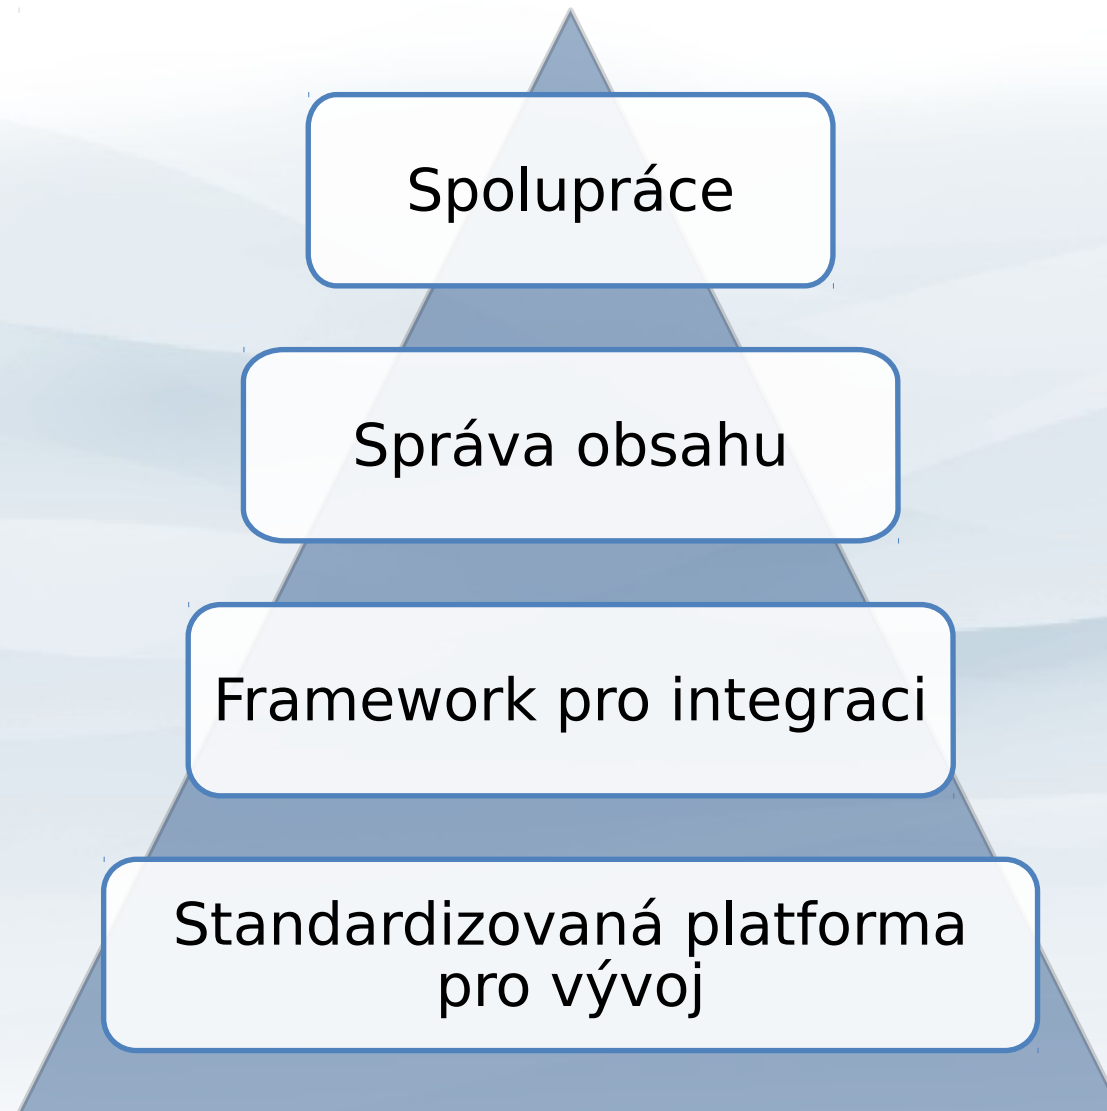 Spolupráce
Správa obsahu
Framework pro integraci
Standardizovaná platforma
pro vývoj